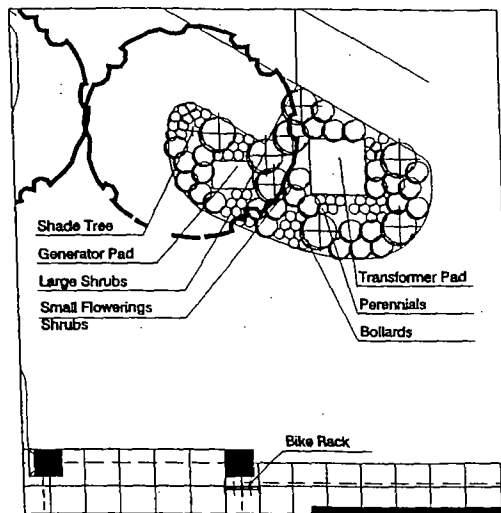 Shade Tree
Generator Pad
Large Shrubs
Small Flowerings
Shrubs
Transformer Pad
Perennials
Bollards
Bike Rack